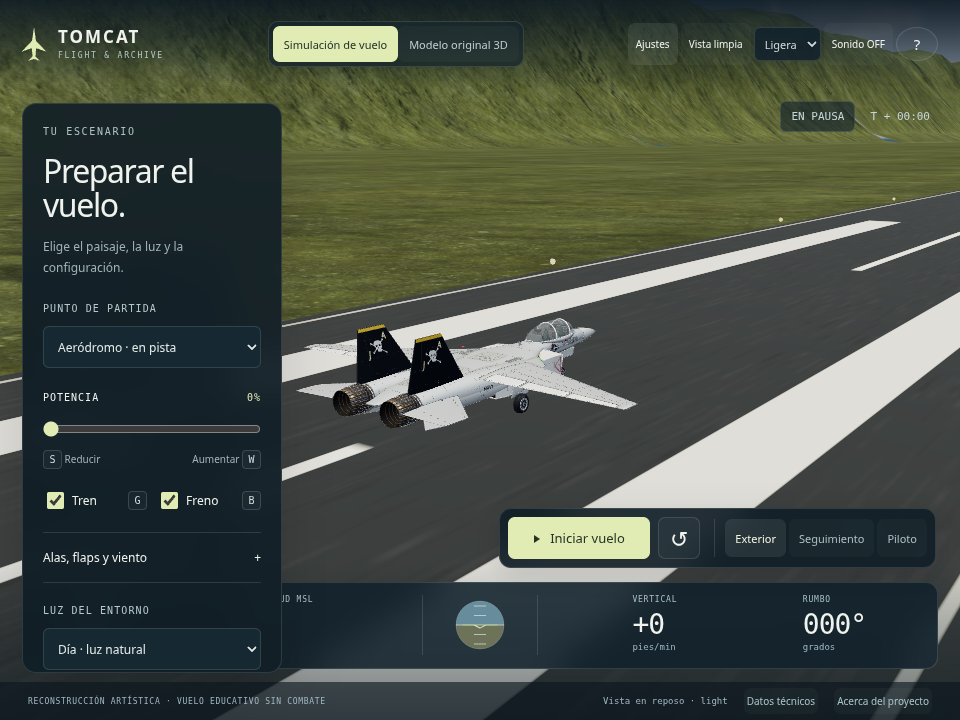 TOMCAT
FLIGHT & ARCHIVE
Simulación de vuelo
Modelo original 3D
Ajustes
Vista limpia
Ligera
Sonido OFF
?
EN PAUSA
T + 00:00
TU ESCENARIO
Preparar el
vuelo.
Elige el paisaje, la luz y la
configuración.
PUNTO DE PARTIDA
Aeródromo · en pista
POTENCIA
0%
S Reducir
Aumentar W
Tren
G
Freno
B
Alas, flaps y viento
+
LUZ DEL ENTORNO
Día · luz natural
Iniciar vuelo
↺
Exterior
Seguimiento
Piloto
UD MSL
VERTICAL
+0
pies/min
RUMBO
000°
grados
RECONSTRUCCIÓN ARTÍSTICA · VUELO EDUCATIVO SIN COMBATE
Vista en reposo · light
Datos técnicos
Acerca del proyecto